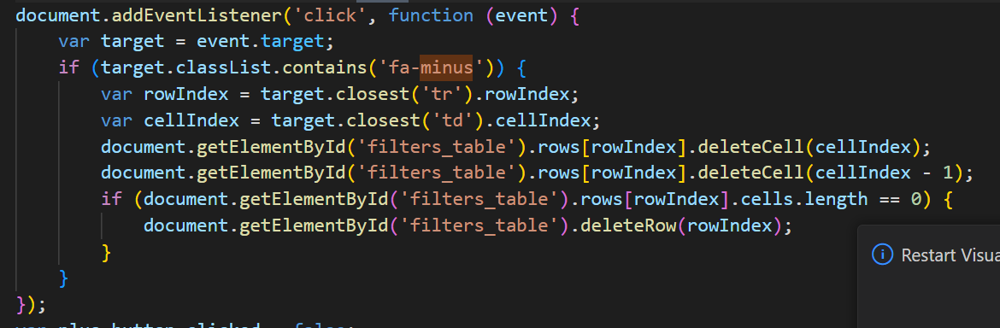 document.addEventListener('click', function (event) {
    var target = event.target;
    if (target.classList.contains('fa-minus')) {
        var rowIndex = target.closest('tr').rowIndex;
        var cellIndex = target.closest('td').cellIndex;
        document.getElementById('filters_table').rows[rowIndex].deleteCell(cellIndex);
        document.getElementById('filters_table').rows[rowIndex].deleteCell(cellIndex - 1);
        if (document.getElementById('filters_table').rows[rowIndex].cells.length == 0) {
            document.getElementById('filters_table').deleteRow(rowIndex);
        }
    }
});
Restart Visua